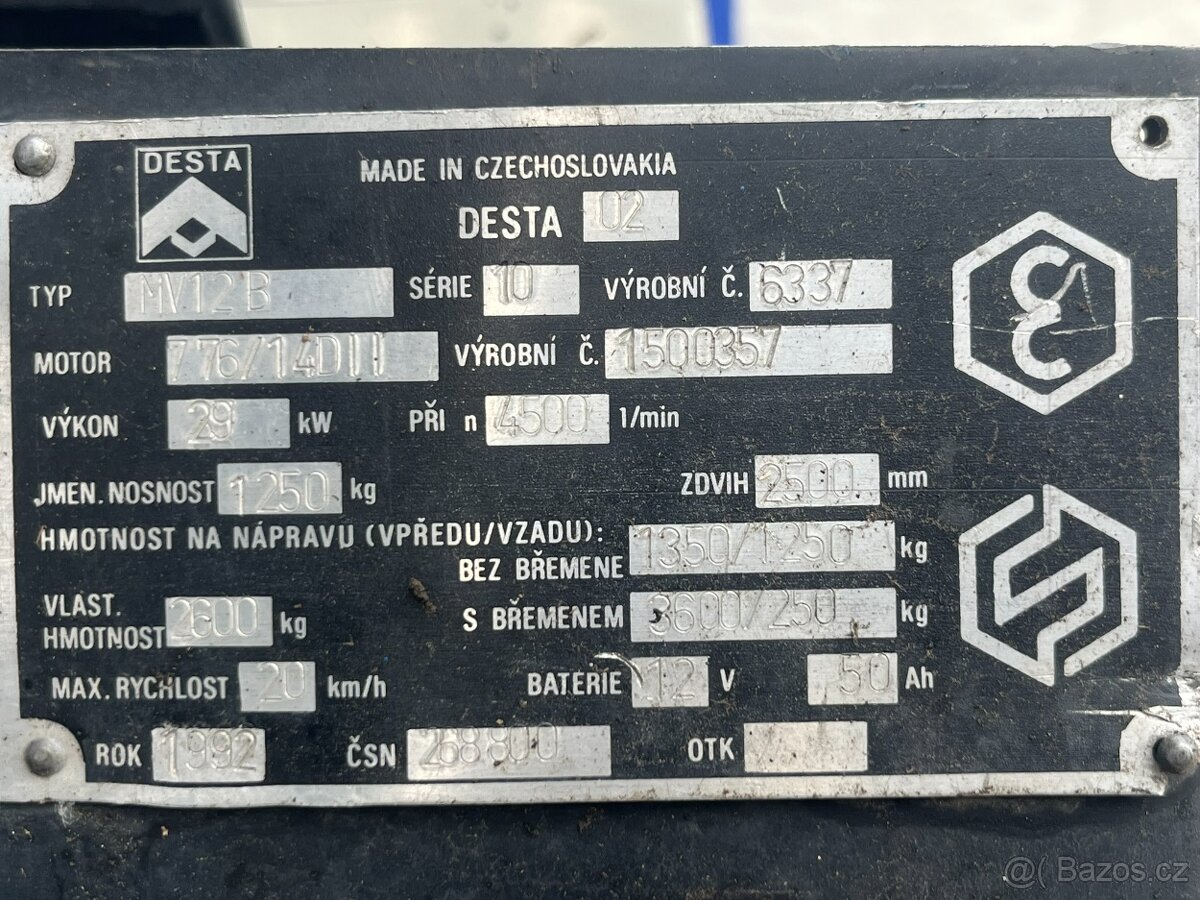 DESTA
MADE IN CZECHOSLOVAKIA
DESTA 02
TYP MV12B SÉRIE 10 VÝROBNÍ Č. 6337
MOTOR 776/14DII VÝROBNÍ Č. 1500357
VÝKON 29 kW PŘI n 4500 1/min
JMEN. NOSNOST 1250 kg ZDVIH 2500 mm
HMOTNOST NA NÁPRAVU (VPŘEDU/VZADU):
BEZ BŘEMENE 1350/1250 kg
VLAST. HMOTNOST 2600 kg S BŘEMENEM 3600/250 kg
MAX. RYCHLOST 20 km/h BATERIE 12 V 50 Ah
ROK 1992 ČSN 268800 OTK
@( Bazos.cz